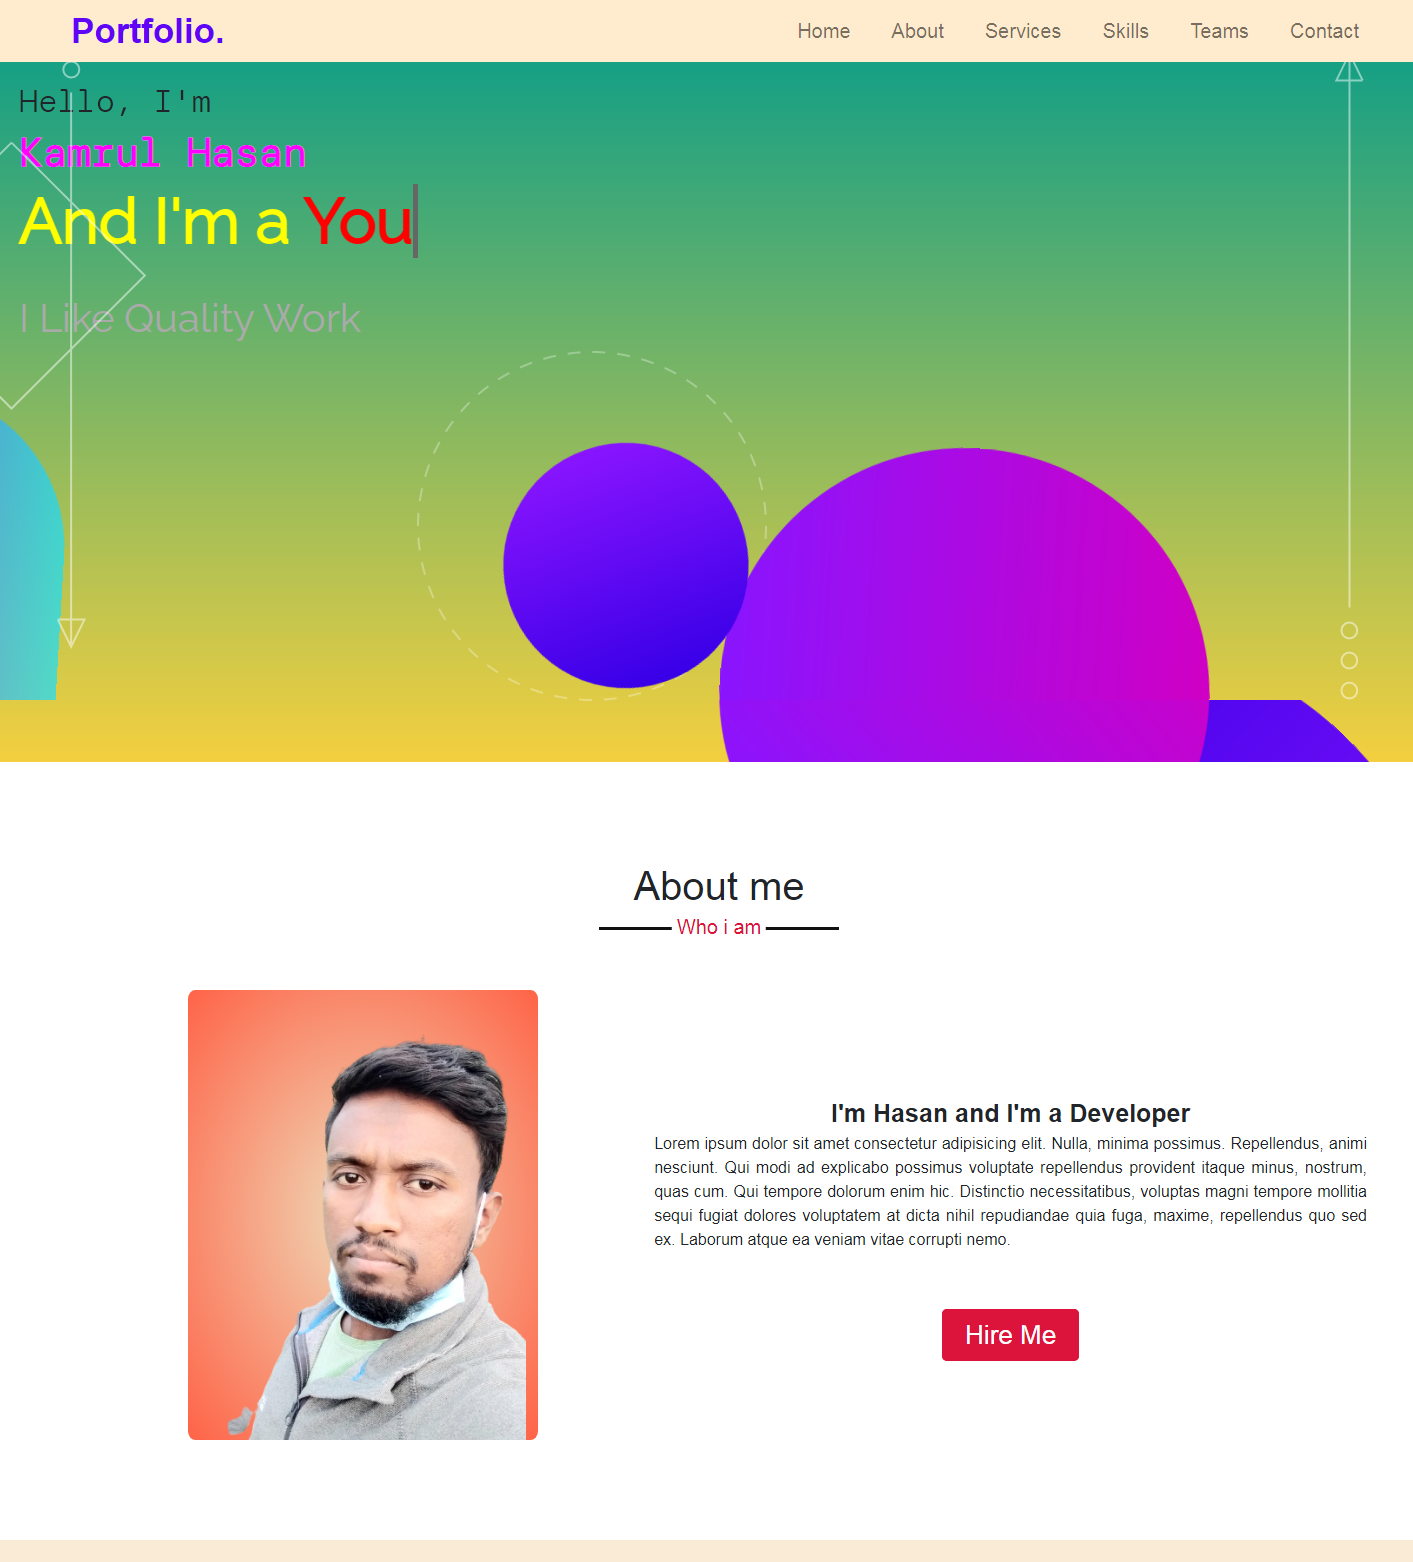 Portfolio.
Home About Services Skills Teams Contact
Hello, I'm
Kamrul Hasan
And I'm a You
I Like Quality Work
About me
Who i am
I'm Hasan and I'm a Developer
Lorem ipsum dolor sit amet consectetur adipisicing elit. Nulla, minima possimus. Repellendus, animi
nesciunt. Qui modi ad explicabo possimus voluptate repellendus provident itaque minus, nostrum,
quas cum. Qui tempore dolorum enim hic. Distinctio necessitatibus, voluptas magni tempore mollitia
sequi fugiat dolores voluptatem at dicta nihil repudiandae quia fuga, maxime, repellendus quo sed
ex. Laborum atque ea veniam vitae corrupti nemo.
Hire Me